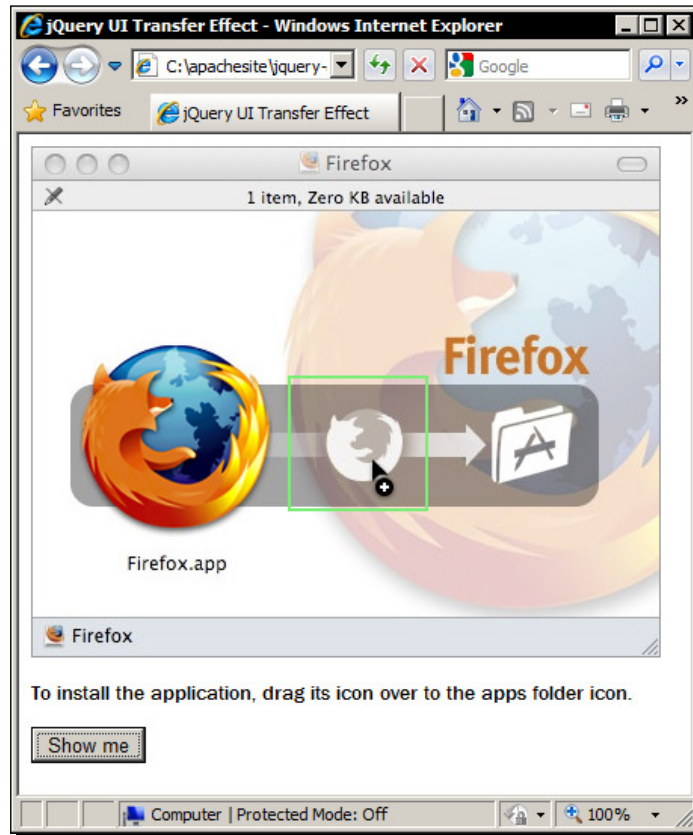 jQuery UI Transfer Effect - Windows Internet Explorer
C:\apachesite\jquery-
Google
Favorites
jQuery UI Transfer Effect
»
Firefox
1 item, Zero KB available
Firefox
Firefox.app
Firefox
To install the application, drag its icon over to the apps folder icon.
Show me
Computer | Protected Mode: Off
100%